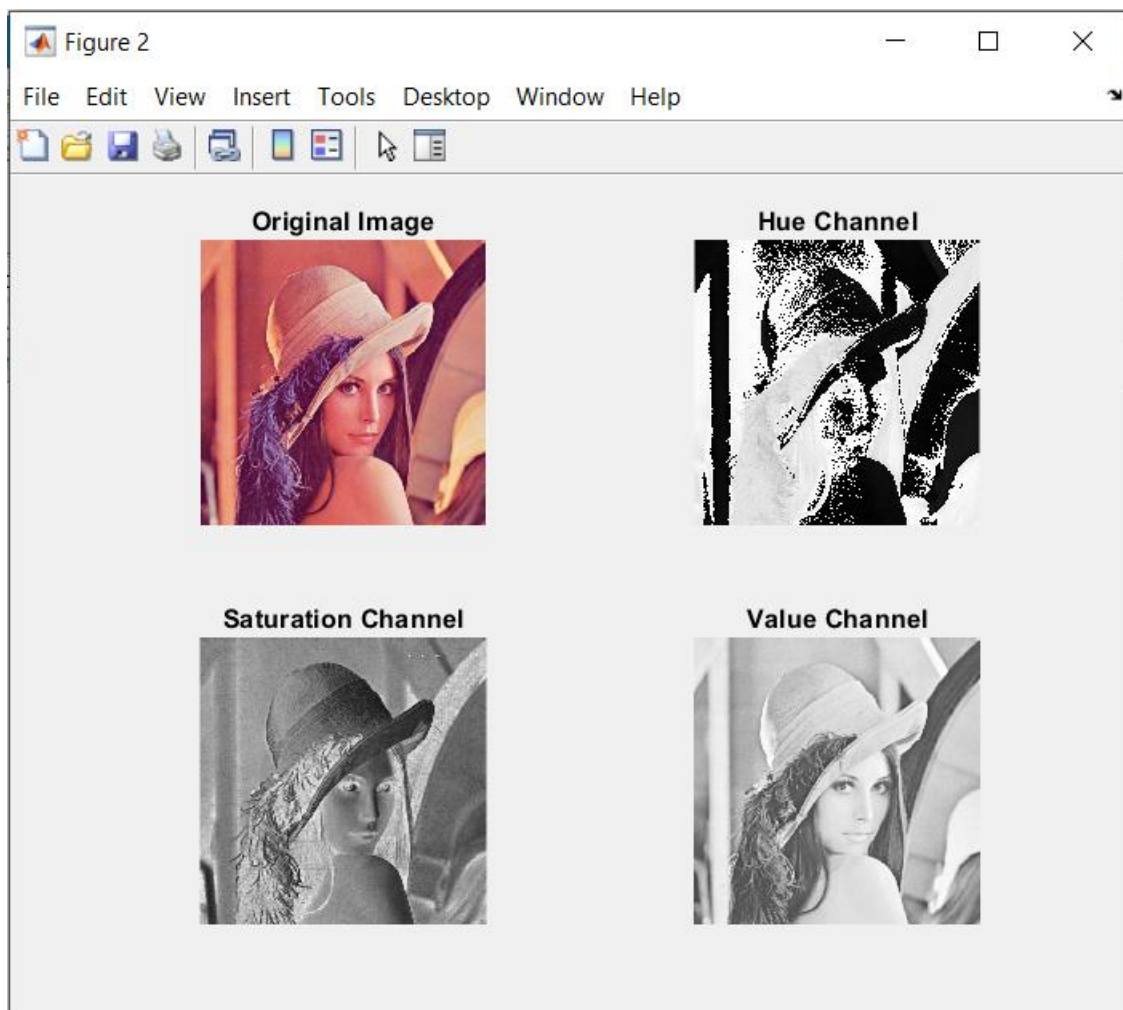 Figure 2
File Edit View Insert Tools Desktop Window Help
Original Image
Hue Channel
Saturation Channel
Value Channel